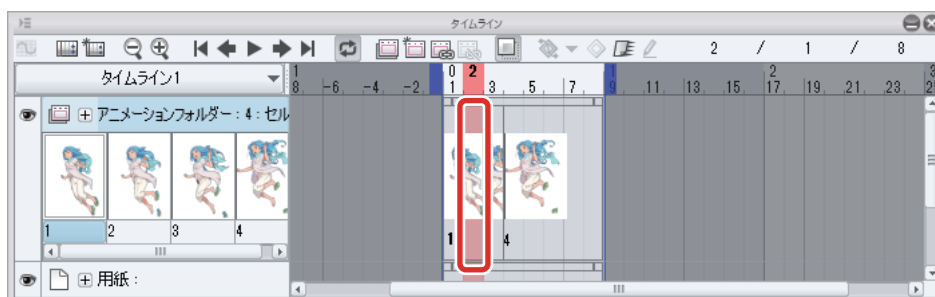 タイムライン
2 / 1 / 8
タイムライン1
1 0 2 1 2 3
8 -6 -4 -2 1 3 5 7 9 11 13 15 17 19 21 23
アニメーションフォルダー : 4 : セル
1 2 3 4
1 4
用紙 :